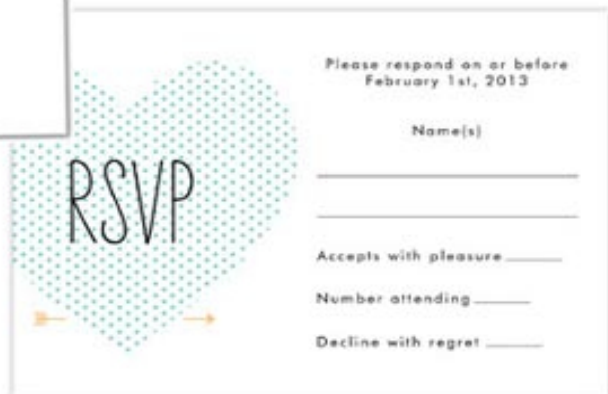 RSVP
Please respond on or before
February 1st, 2013
Name(s)
Accepts with pleasure
Number attending
Decline with regret